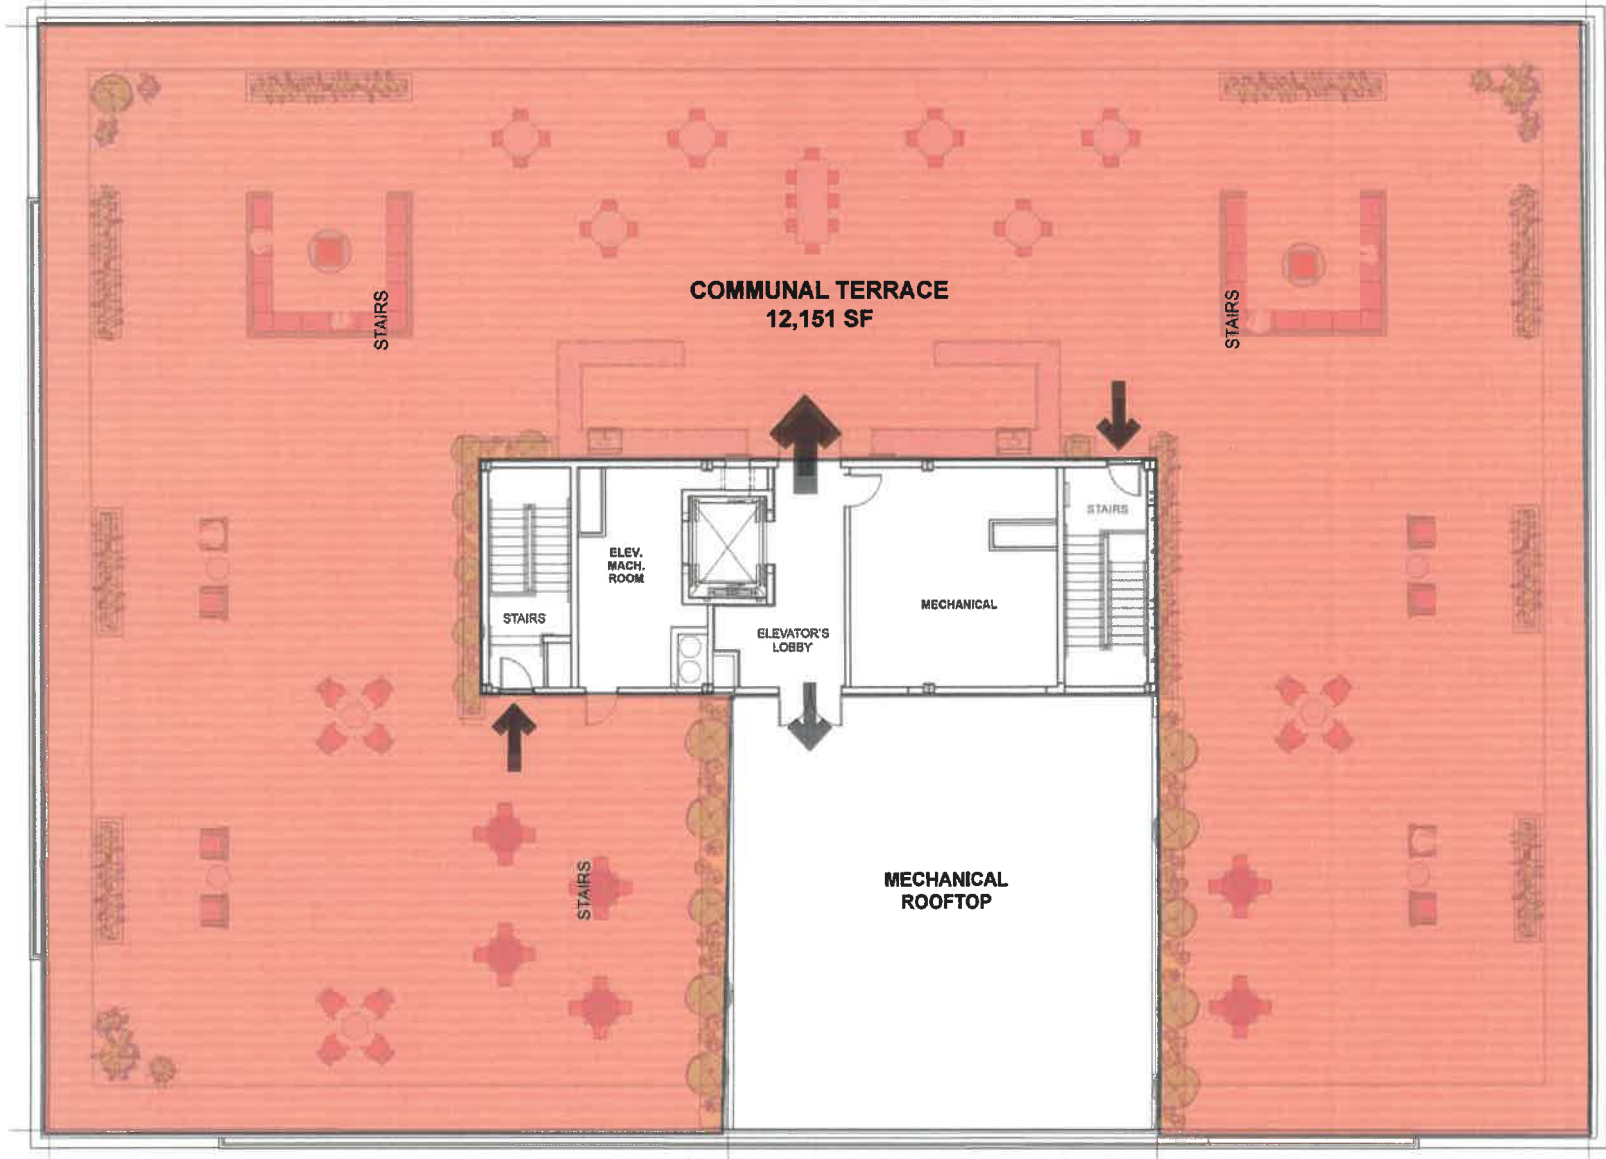 COMMUNAL TERRACE
12,151 SF
STAIRS
STAIRS
STAIRS
ELEV.
MACH.
ROOM
MECHANICAL
STAIRS
ELEVATOR'S
LOBBY
STAIRS
MECHANICAL
ROOFTOP